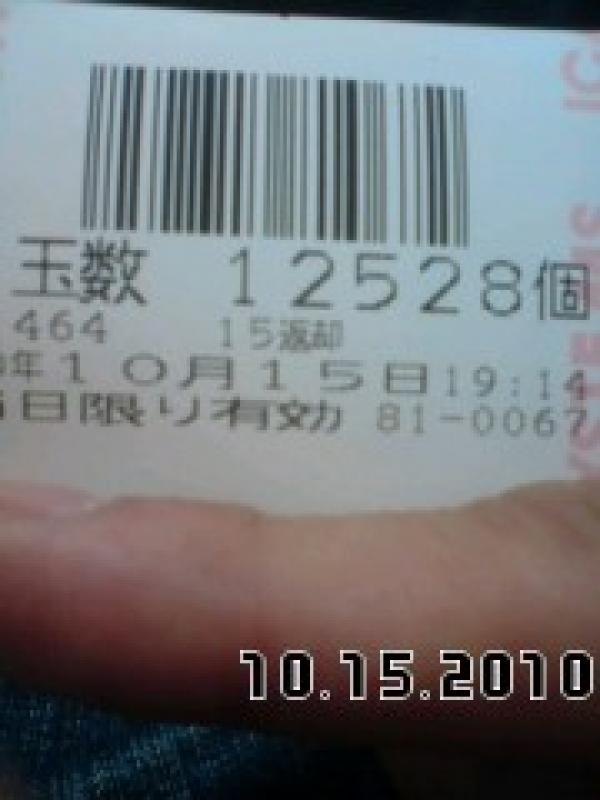 玉数 12528個
464 15返却
年10月15日19:14
日限り有効 81-0067
10.15.2010